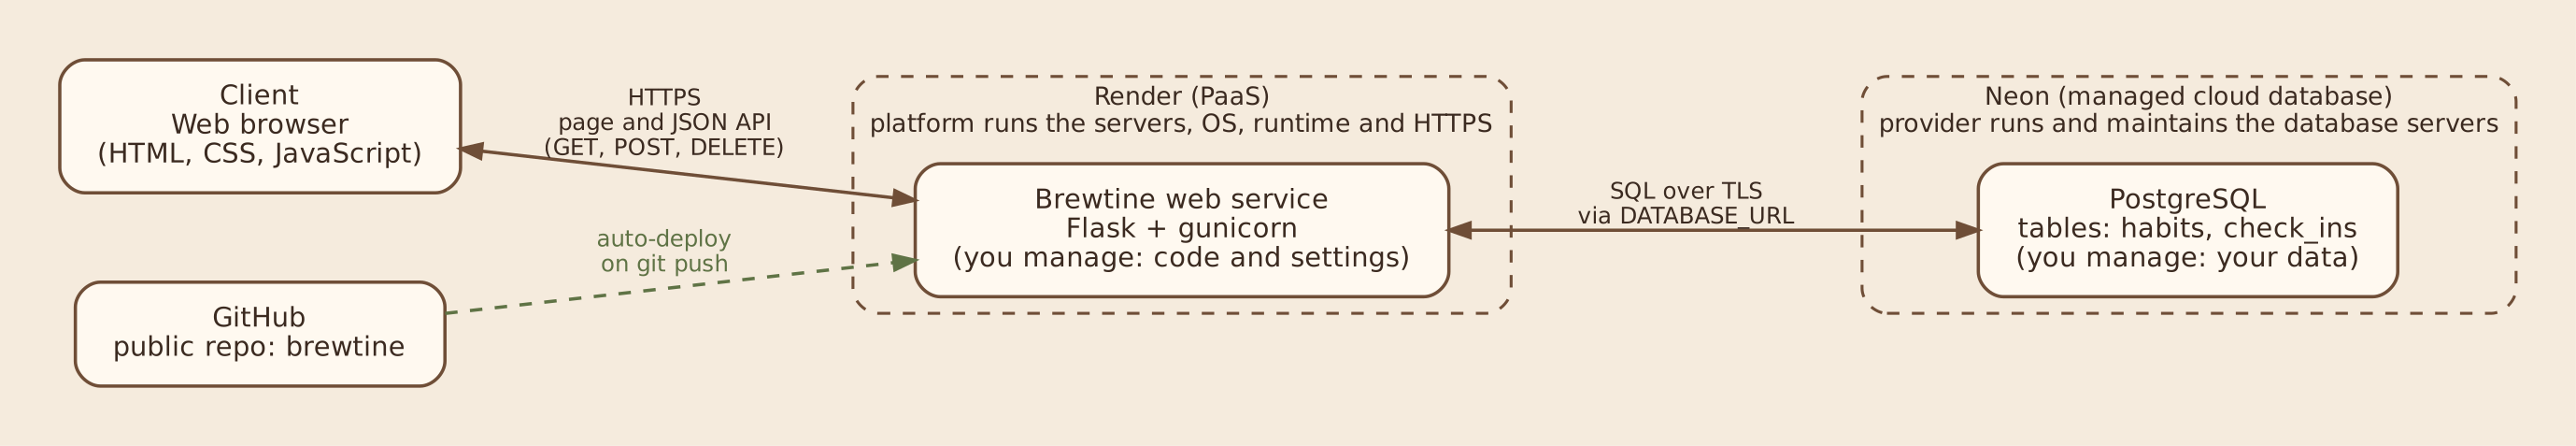 Client
Web browser
(HTML, CSS, JavaScript)
HTTPS
page and JSON API
(GET, POST, DELETE)
auto-deploy
on git push
GitHub
public repo: brewtine
Render (PaaS)
platform runs the servers, OS, runtime and HTTPS
Brewtine web service
Flask + gunicorn
(you manage: code and settings)
SQL over TLS
via DATABASE_URL
Neon (managed cloud database)
provider runs and maintains the database servers
PostgreSQL
tables: habits, check_ins
(you manage: your data)